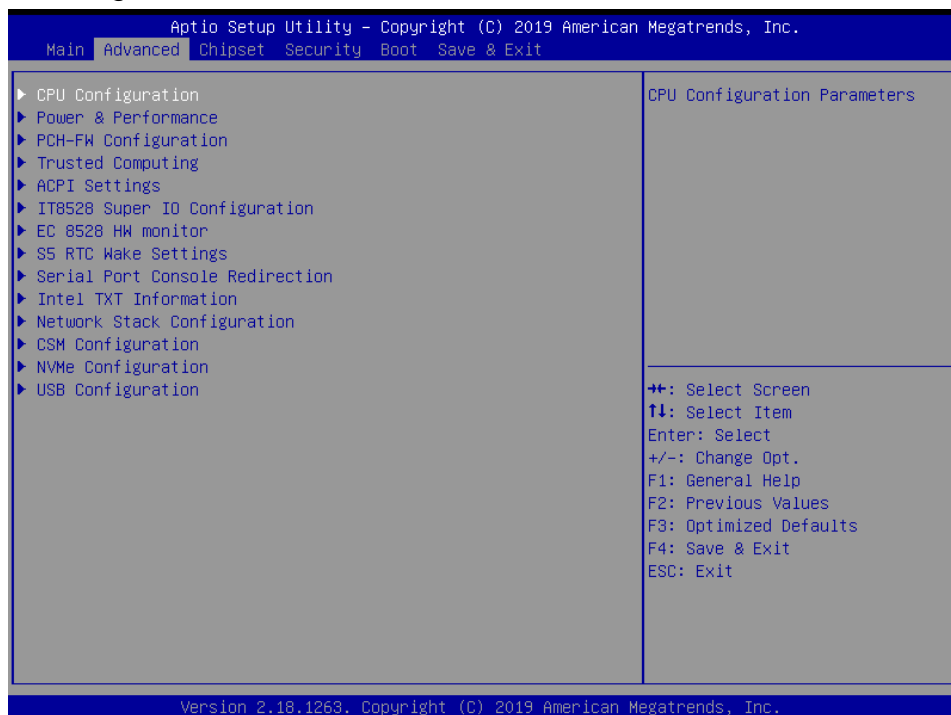 Aptio Setup Utility – Copyright (C) 2019 American Megatrends, Inc.
Main Advanced Chipset Security Boot Save & Exit
▶ CPU Configuration
▶ Power & Performance
▶ PCH-FW Configuration
▶ Trusted Computing
▶ ACPI Settings
▶ IT8528 Super IO Configuration
▶ EC 8528 HW monitor
▶ S5 RTC Wake Settings
▶ Serial Port Console Redirection
▶ Intel TXT Information
▶ Network Stack Configuration
▶ CSM Configuration
▶ NVMe Configuration
▶ USB Configuration
CPU Configuration Parameters
→←: Select Screen
↑↓: Select Item
Enter: Select
+/-: Change Opt.
F1: General Help
F2: Previous Values
F3: Optimized Defaults
F4: Save & Exit
ESC: Exit
Version 2.18.1263. Copyright (C) 2019 American Megatrends, Inc.